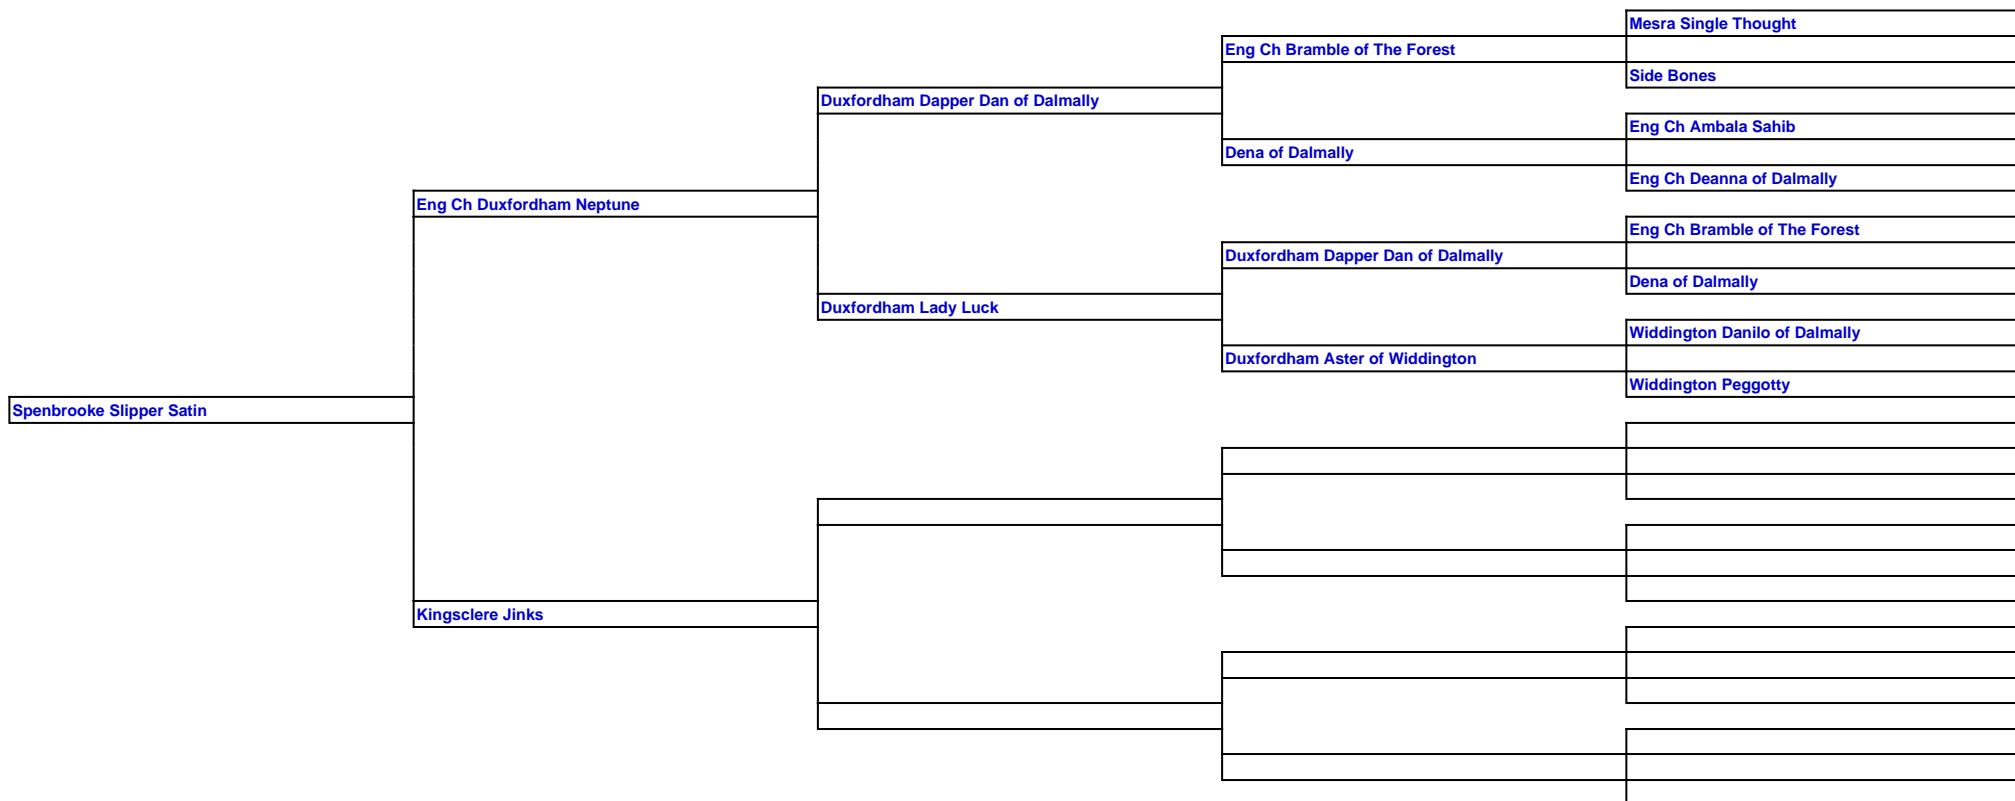 Mesra Single Thought
Eng Ch Bramble of The Forest
Side Bones
Duxfordham Dapper Dan of Dalmally
Eng Ch Ambala Sahib
Dena of Dalmally
Eng Ch Deanna of Dalmally
Eng Ch Duxfordham Neptune
Eng Ch Bramble of The Forest
Duxfordham Dapper Dan of Dalmally
Dena of Dalmally
Duxfordham Lady Luck
Widdington Danilo of Dalmally
Duxfordham Aster of Widdington
Widdington Peggotty
Spenbrooke Slipper Satin
Kingsclere Jinks